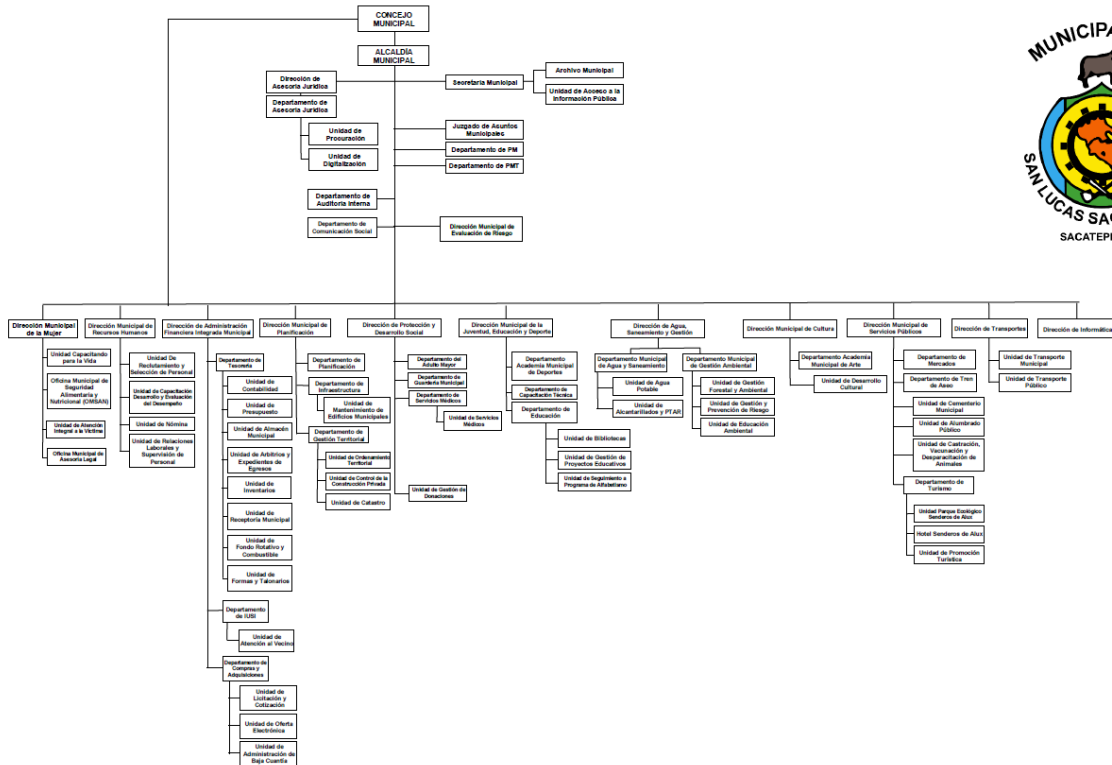 CONCEJO
MUNICIPAL
ALCALDÍA
MUNICIPAL
Dirección de
Asesoría Jurídica
Departamento de
Asesoría Jurídica
Unidad de
Procuración
Unidad de
Digitalización
Secretaría Municipal
Archivo Municipal
Unidad de Acceso a la
Información Pública
Juzgado de Asuntos
Municipales
Departamento de PM
Departamento de PMT
Departamento de
Auditoría Interna
Departamento de
Comunicación Social
Dirección Municipal de
Evaluación de Riesgo
MUNICIPA
SAN LUCAS SAC
SACATEP
Dirección Municipal
de la Mujer
Unidad Capacitando
para la Vida
Oficina Municipal de
Seguridad
Alimentaria y
Nutricional (OMSAN)
Unidad de Atención
Integral a la Víctima
Oficina Municipal de
Asesoría Legal
Dirección Municipal de
Recursos Humanos
Unidad De
Reclutamiento y
Selección de Personal
Unidad de Capacitación
Desarrollo y Evaluación
del Desempeño
Unidad de Nómina
Unidad de Relaciones
Laborales y
Supervisión de
Personal
Dirección de Administración
Financiera Integrada Municipal
Departamento de
Tesorería
Unidad de
Contabilidad
Unidad de
Presupuesto
Unidad de Almacén
Municipal
Unidad de Arbitrios y
Expedientes de
Egresos
Unidad de
Inventarios
Unidad de
Receptoría Municipal
Unidad de
Fondo Rotativo y
Combustible
Unidad de
Formas y Talonarios
Departamento
de IUSI
Unidad de
Atención al Vecino
Departamento de
Compras y
Adquisiciones
Unidad de
Licitación y
Cotización
Unidad de Oferta
Electrónica
Unidad de
Administración de
Baja Cuantía
Dirección Municipal de
Planificación
Departamento de
Planificación
Departamento de
Infraestructura
Unidad de
Mantenimiento de
Edificios Municipales
Departamento de
Gestión Territorial
Unidad de Ordenamiento
Territorial
Unidad de Control de la
Construcción Privada
Unidad de Catastro
Dirección de Protección y
Desarrollo Social
Departamento del
Adulto Mayor
Departamento de
Guardería Municipal
Departamento de
Servicios Médicos
Unidad de Servicios
Médicos
Unidad de Gestión de
Donaciones
Dirección Municipal de la
Juventud, Educación y Deporte
Departamento
Academia Municipal
de Deportes
Departamento de
Capacitación Técnica
Departamento de
Educación
Unidad de Bibliotecas
Unidad de Gestión de
Proyectos Educativos
Unidad de Seguimiento a
Programa de Alfabetismo
Dirección de Agua,
Saneamiento y Gestión
Departamento Municipal
de Agua y Saneamiento
Unidad de Agua
Potable
Unidad de
Alcantarillados y PTAR
Departamento Municipal
de Gestión Ambiental
Unidad de Gestión
Forestal y Ambiental
Unidad de Gestión y
Prevención de Riesgo
Unidad de Educación
Ambiental
Dirección Municipal de Cultura
Departamento Academia
Municipal de Arte
Unidad de Desarrollo
Cultural
Dirección Municipal de
Servicios Públicos
Departamento de
Mercados
Departamento de Tren
de Aseo
Unidad de Cementerio
Municipal
Unidad de Alumbrado
Público
Unidad de Castración,
Vacunación y
Desparacitación de
Animales
Departamento de
Turismo
Unidad Parque Ecológico
Senderos de Alux
Hotel Senderos de Alux
Unidad de Promoción
Turística
Dirección de Transportes
Unidad de Transporte
Municipal
Unidad de Transporte
Público
Dirección de Informática